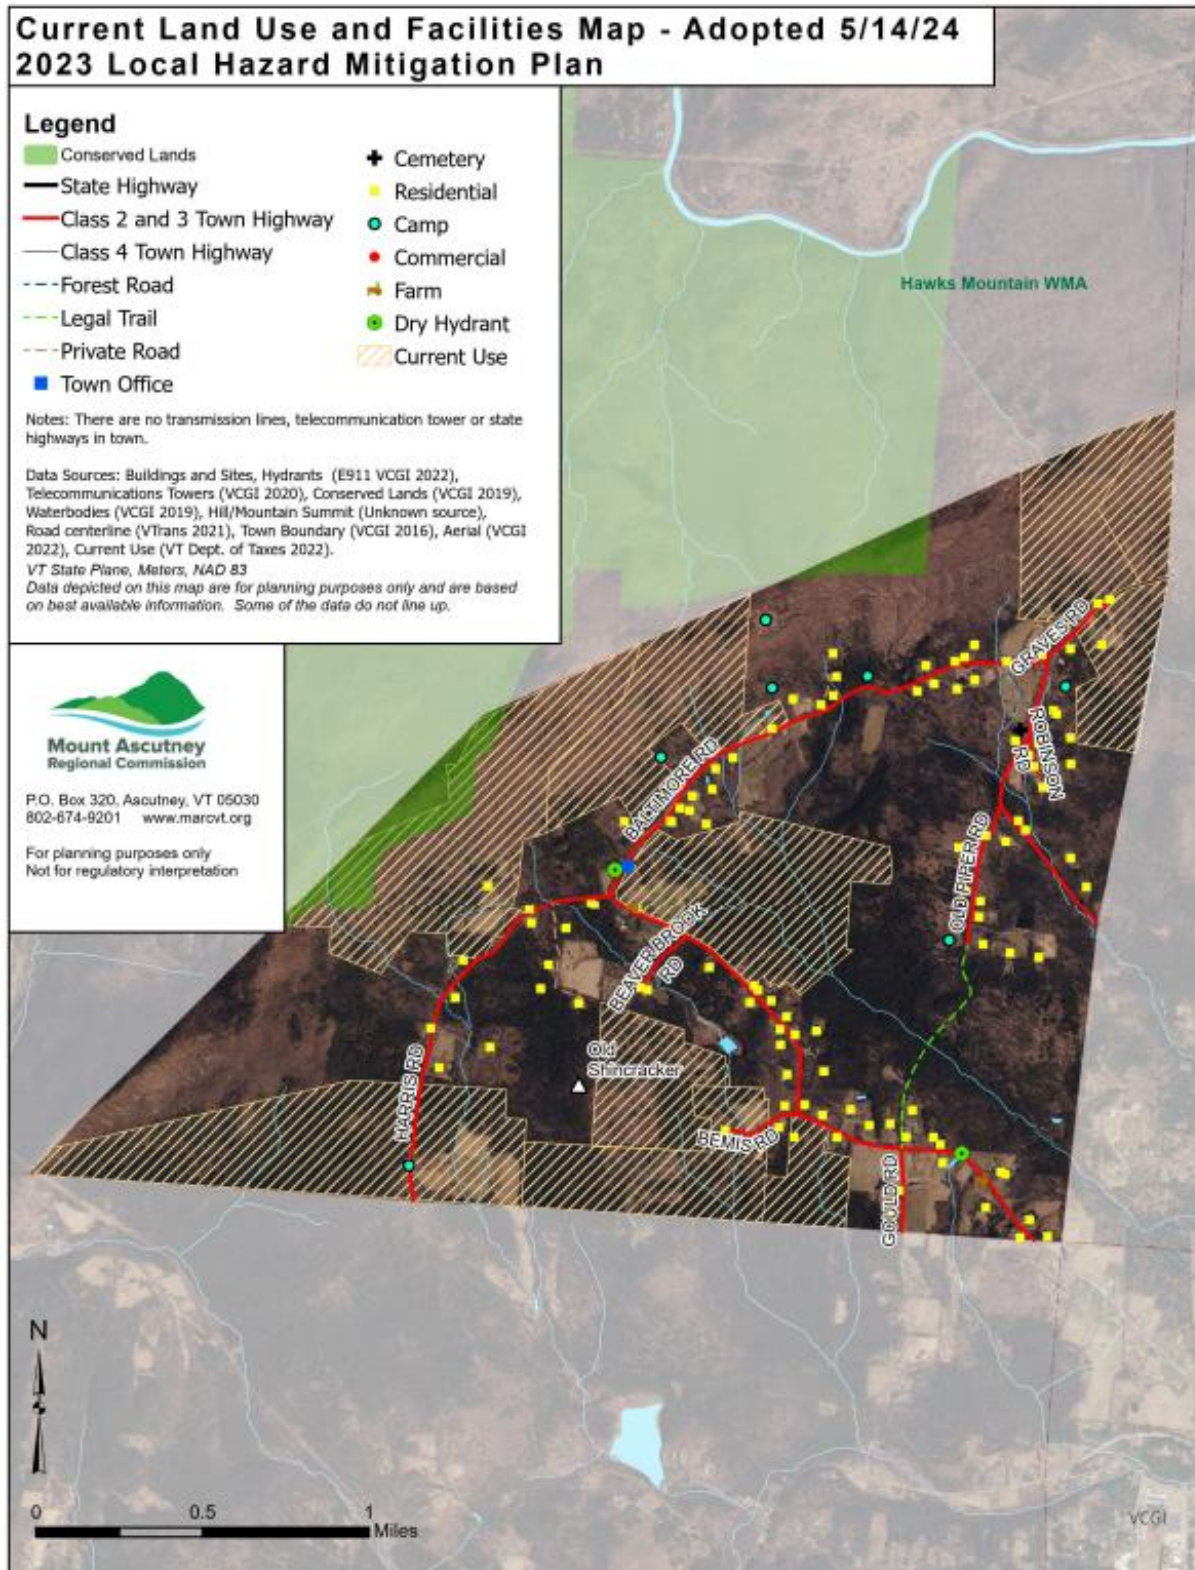 Current Land Use and Facilities Map - Adopted 5/14/24
2023 Local Hazard Mitigation Plan
Legend
Conserved Lands
State Highway
Class 2 and 3 Town Highway
Class 4 Town Highway
Forest Road
Legal Trail
Private Road
Town Office
Cemetery
Residential
Camp
Commercial
Farm
Dry Hydrant
Current Use
Notes: There are no transmission lines, telecommunication tower or state
highways in town.
Data Sources: Buildings and Sites, Hydrants (E911 VCGI 2022),
Telecommunications Towers (VCGI 2020), Conserved Lands (VCGI 2019),
Waterbodies (VCGI 2019), Hill/Mountain Summit (Unknown source),
Road centerline (VTrans 2021), Town Boundary (VCGI 2016), Aerial (VCGI
2022), Current Use (VT Dept. of Taxes 2022).
VT State Plane, Meters, NAD 83
Data depicted on this map are for planning purposes only and are based
on best available information. Some of the data do not line up.
Mount Ascutney
Regional Commission
P.O. Box 320, Ascutney, VT 05030
802-674-9201 www.marcvt.org
For planning purposes only
Not for regulatory interpretation
Hawks Mountain WMA
GRAVES RD
ROBINSON
RD
BALTIMORE RD
OLD PIPER RD
BEAVER BROOK
RD
Old
Shincracker
HARRIS RD
BEMIS RD
GOULD RD
N
0 0.5 1
Miles
VCGI